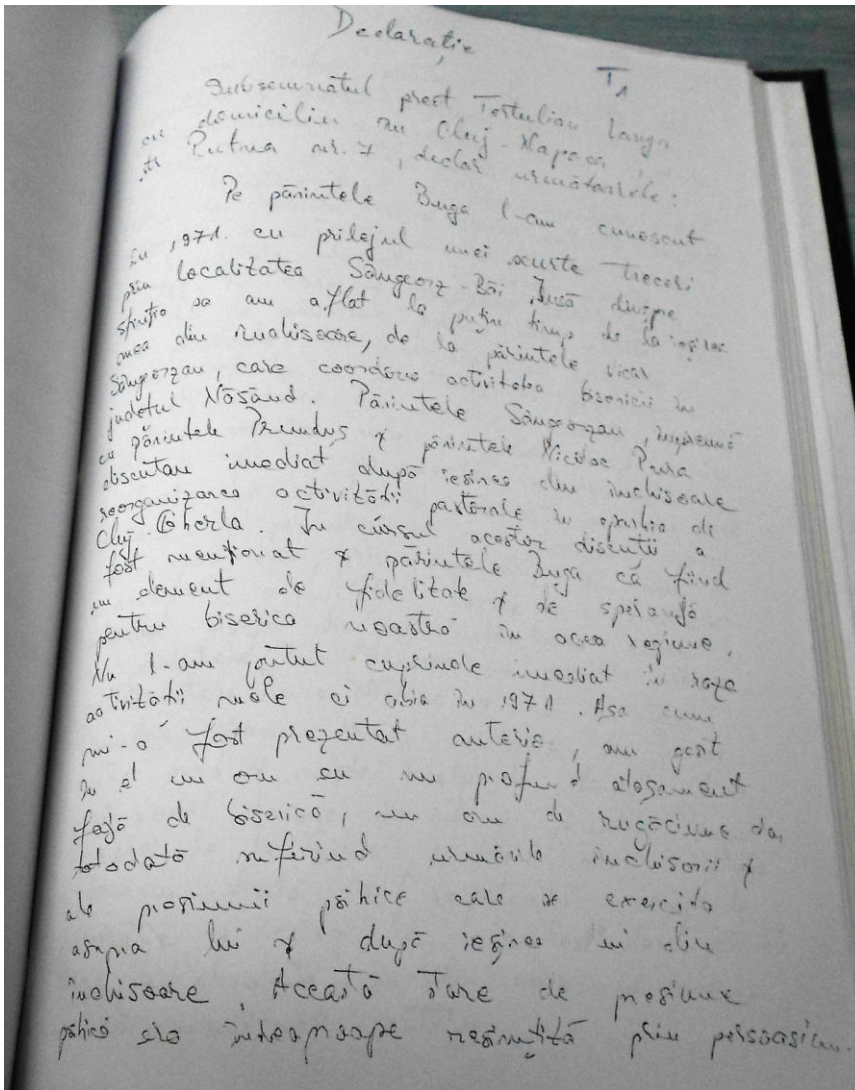 Declarație
T1
Subsemnatul preot Tertulian Langa
cu domiciliu în Cluj-Napoca,
str Putna nr. 7, declar următoarele:
Pe părintele Buga l-am cunoscut
în 1971. cu prilejul unei scurte treceri
prin localitatea Sângeorz-Băi. Însă despre
sfinția sa am aflat la puțin timp de la ieșirea
mea din închisoare, de la părintele vicar
Sângeorzan, care coordona activitatea bisericii în
județul Năsăud. Părintele Sângeorzan, împreună
cu părintele Prunduș și părintele Nicolae Pura
discutau imediat după ieșirea din închisoare
reorganizarea activității pastorale în eparhia de
Cluj-Gherla. În cursul acestor discuții a
fost menționat și părintele Buga ca fiind
un element de fidelitate și de speranță
pentru biserica noastră în acea regiune.
Nu l-am putut cuprinde imediat în raza
activității mele ci abia în 1971. Așa cum
mi-a fost prezentat anterior, am găsit
în el un om cu un profund atașament
față de biserică, un om de rugăciune dar
totodată suferind urmările închisorii și
ale presiunii psihice care se exercita
asupra lui și după ieșirea lui din
închisoare. Această stare de presiune
psihică era îndeaproape resimțită prin